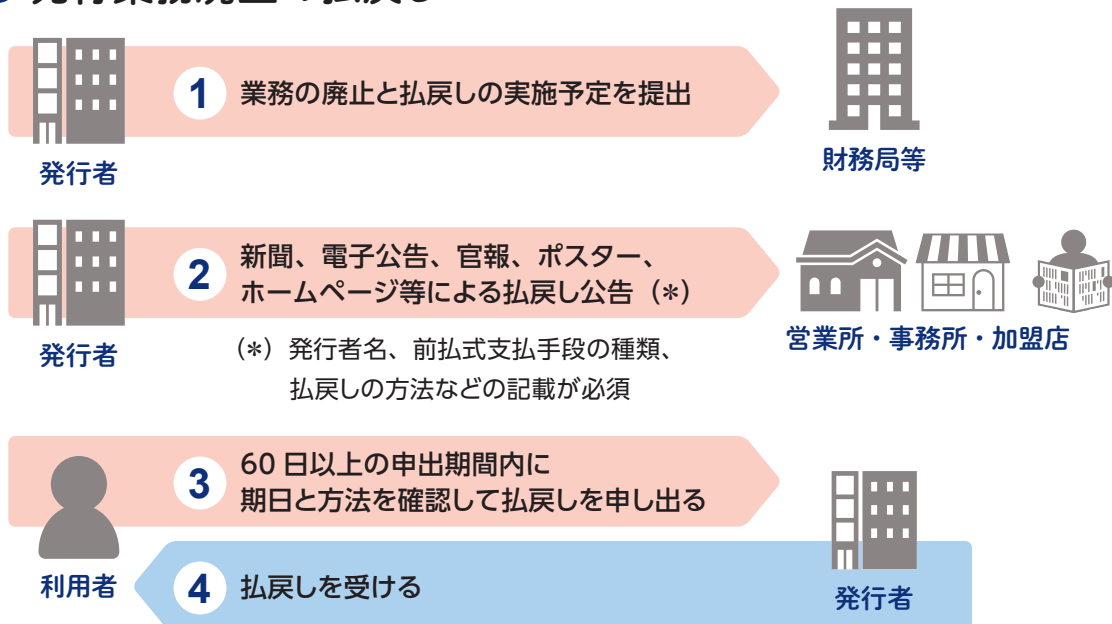 ① 業務の廃止と払戻しの実施予定を提出
発行者
財務局等
② 新聞、電子公告、官報、ポスター、
ホームページ等による払戻し公告（*）
発行者
営業所・事務所・加盟店
（*）発行者名、前払式支払手段の種類、
払戻しの方法などの記載が必須
③ 60日以上の申出期間内に
期日と方法を確認して払戻しを申し出る
利用者
④ 払戻しを受ける
発行者